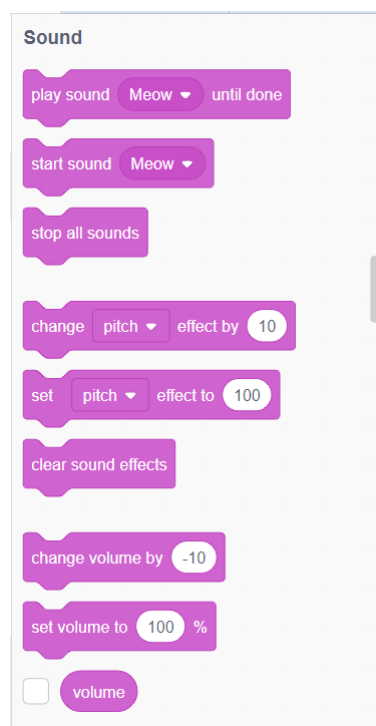 Sound
play sound Meow until done
start sound Meow
stop all sounds
change pitch effect by 10
set pitch effect to 100
clear sound effects
change volume by -10
set volume to 100 %
volume